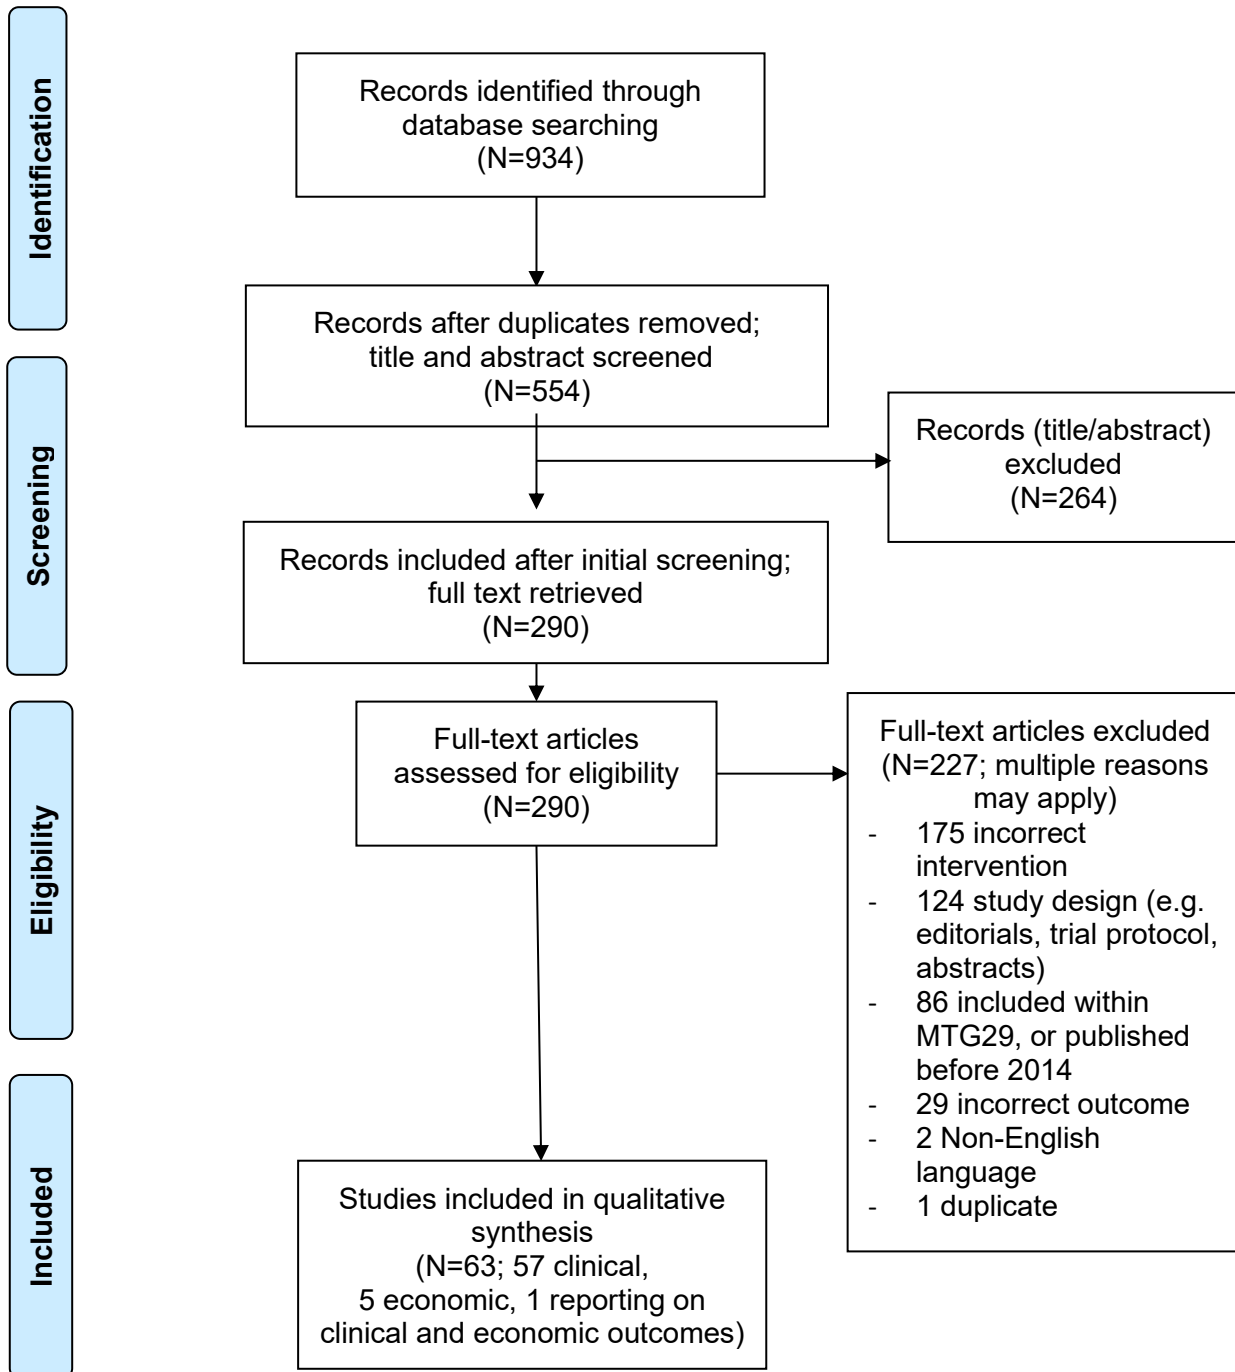 Identification
Records identified through
database searching
(N=934)
Records after duplicates removed;
title and abstract screened
(N=554)
Screening
Records (title/abstract)
excluded
(N=264)
Records included after initial screening;
full text retrieved
(N=290)
Eligibility
Full-text articles
assessed for eligibility
(N=290)
Full-text articles excluded
(N=227; multiple reasons
may apply)
- 175 incorrect
intervention
- 124 study design (e.g.
editorials, trial protocol,
abstracts)
- 86 included within
MTG29, or published
before 2014
- 29 incorrect outcome
- 2 Non-English
language
- 1 duplicate
Included
Studies included in qualitative
synthesis
(N=63; 57 clinical,
5 economic, 1 reporting on
clinical and economic outcomes)